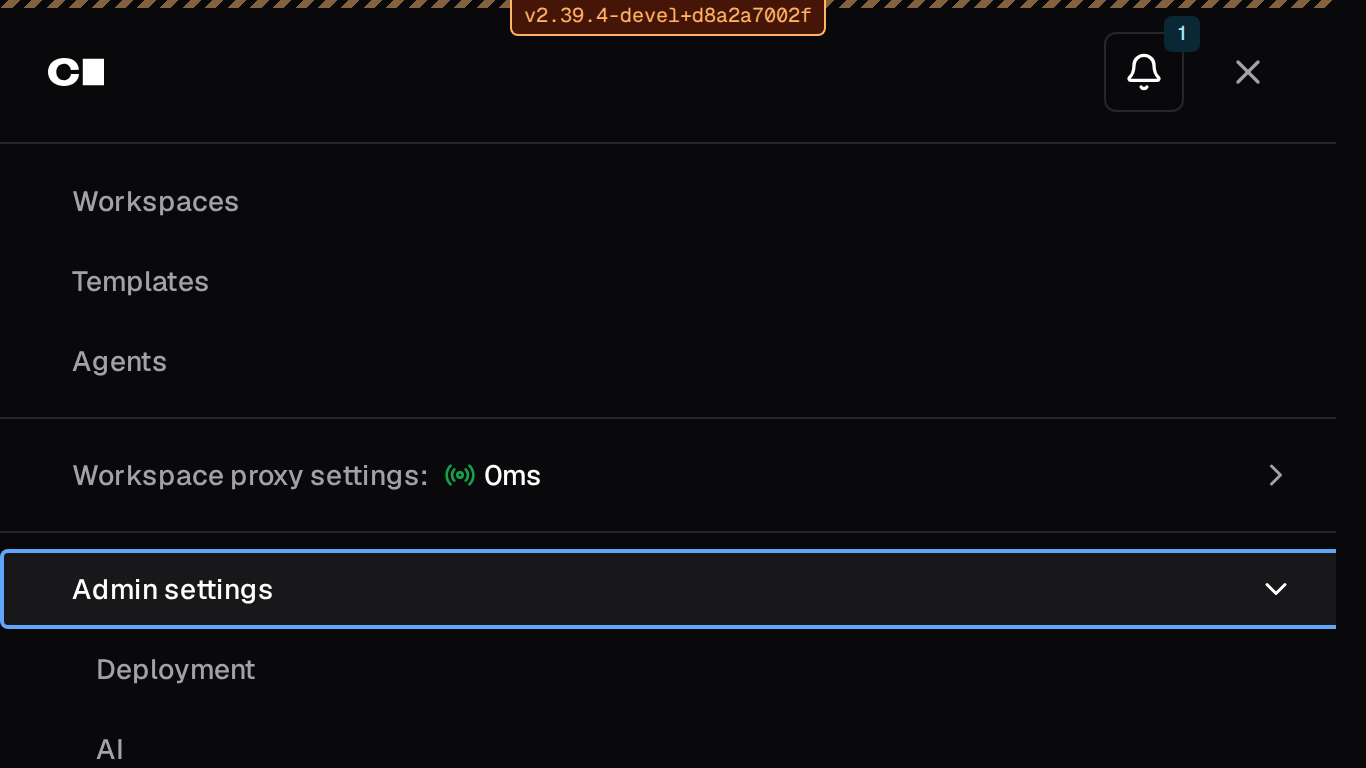 v2.39.4-devel+d8a2a7002f
1
Workspaces
Templates
Agents
Workspace proxy settings: 0ms
Admin settings
Deployment
AI